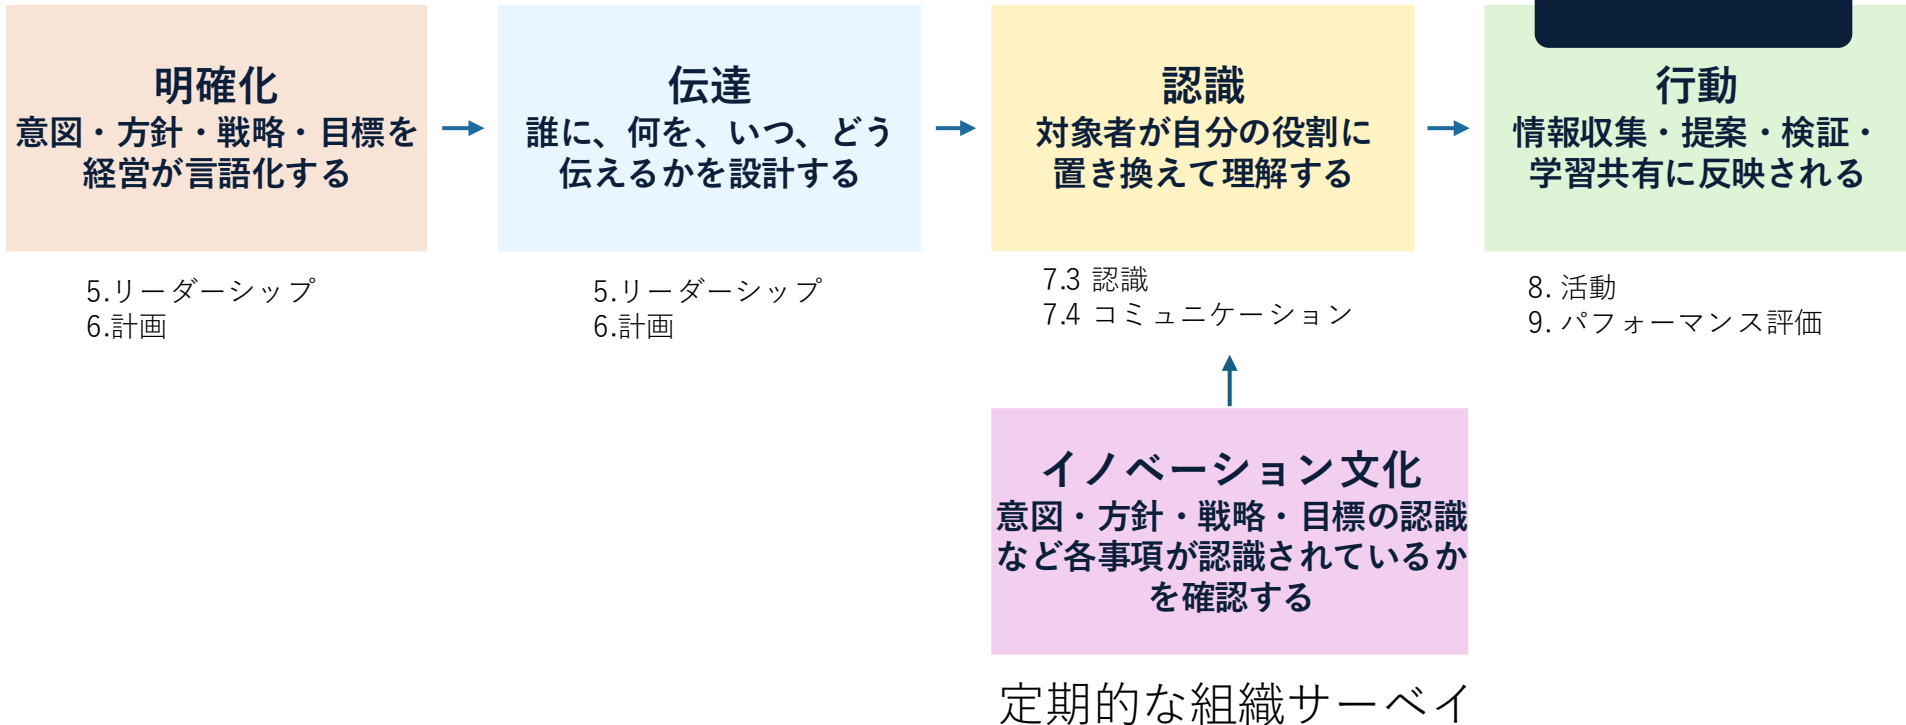 明確化
意図・方針・戦略・目標を
経営が言語化する
伝達
誰に、何を、いつ、どう
伝えるかを設計する
認識
対象者が自分の役割に
置き換えて理解する
行動
情報収集・提案・検証・
学習共有に反映される
5.リーダーシップ
6.計画
5.リーダーシップ
6.計画
7.3 認識
7.4 コミュニケーション
8. 活動
9. パフォーマンス評価
イノベーション文化
意図・方針・戦略・目標の認識
など各事項が認識されているか
を確認する
定期的な組織サーベイ